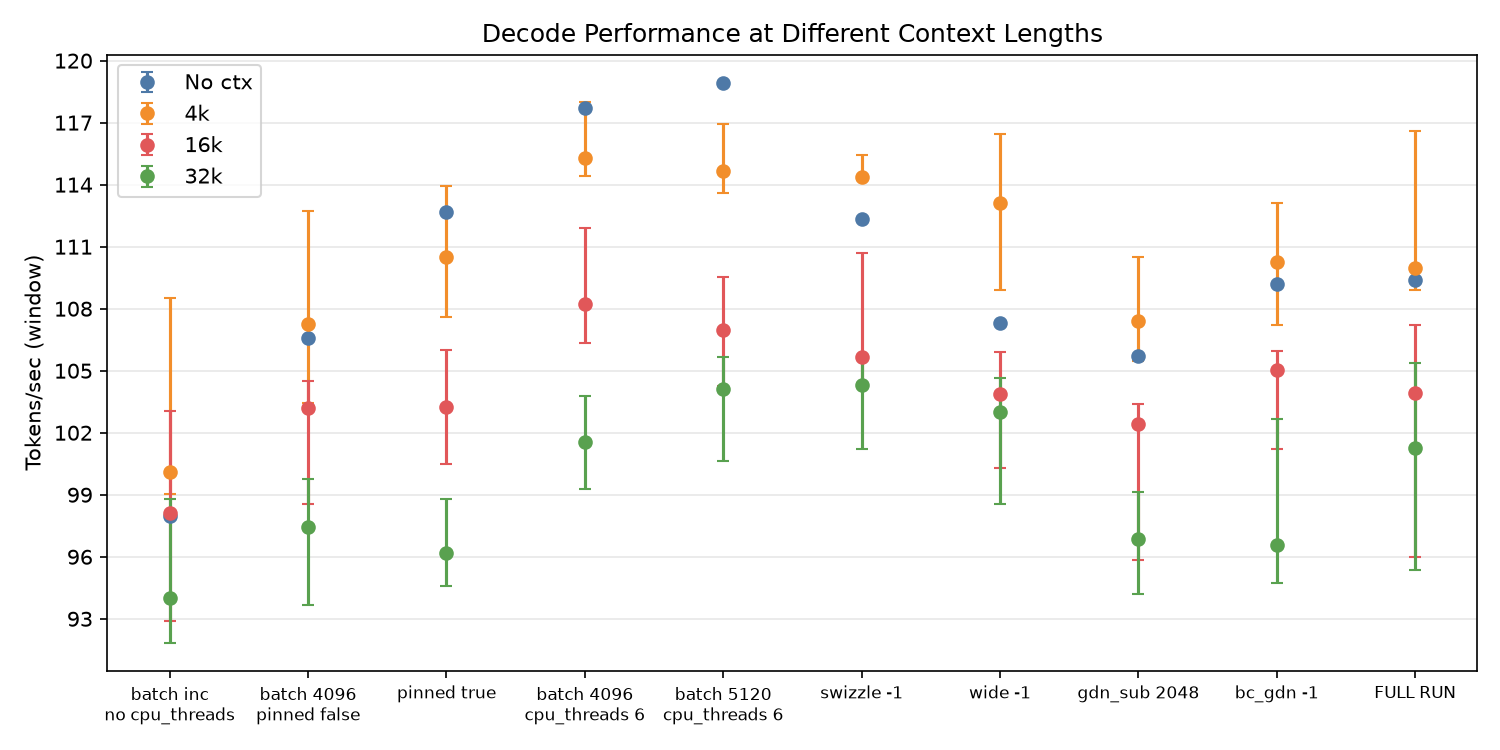 Decode Performance at Different Context Lengths
No ctx
4k
16k
32k
Tokens/sec (window)
120
117
114
111
108
105
102
99
96
93
batch inc
no cpu_threads
batch 4096
pinned false
pinned true
batch 4096
cpu_threads 6
batch 5120
cpu_threads 6
swizzle -1
wide -1
gdn_sub 2048
bc_gdn -1
FULL RUN